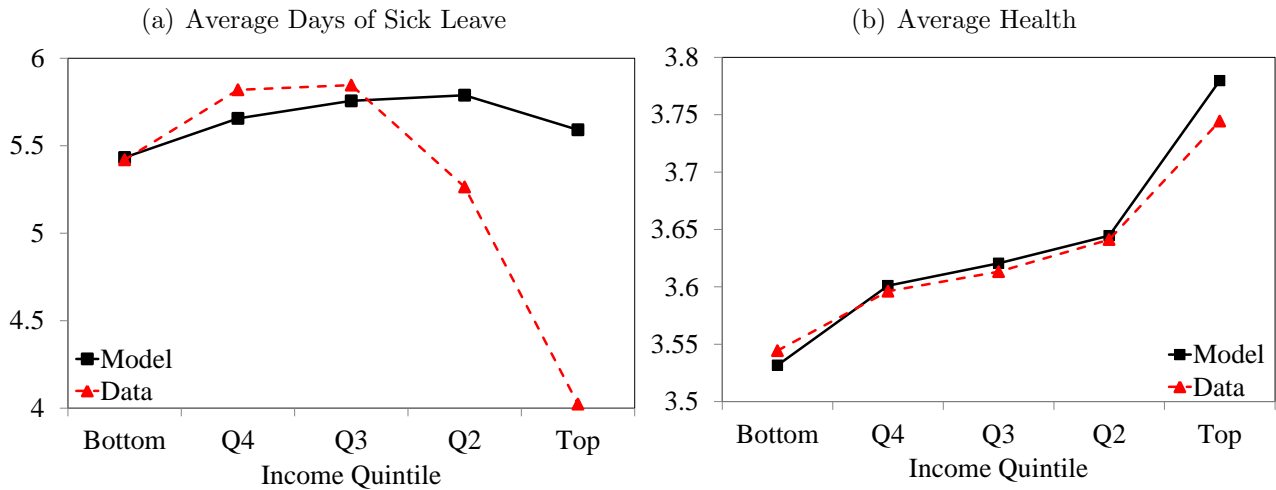 (a) Average Days of Sick Leave
6
5.5
5
4.5
4
Model
Data
Bottom Q4 Q3 Q2 Top
Income Quintile
(b) Average Health
3.8
3.75
3.7
3.65
3.6
3.55
3.5
Model
Data
Bottom Q4 Q3 Q2 Top
Income Quintile